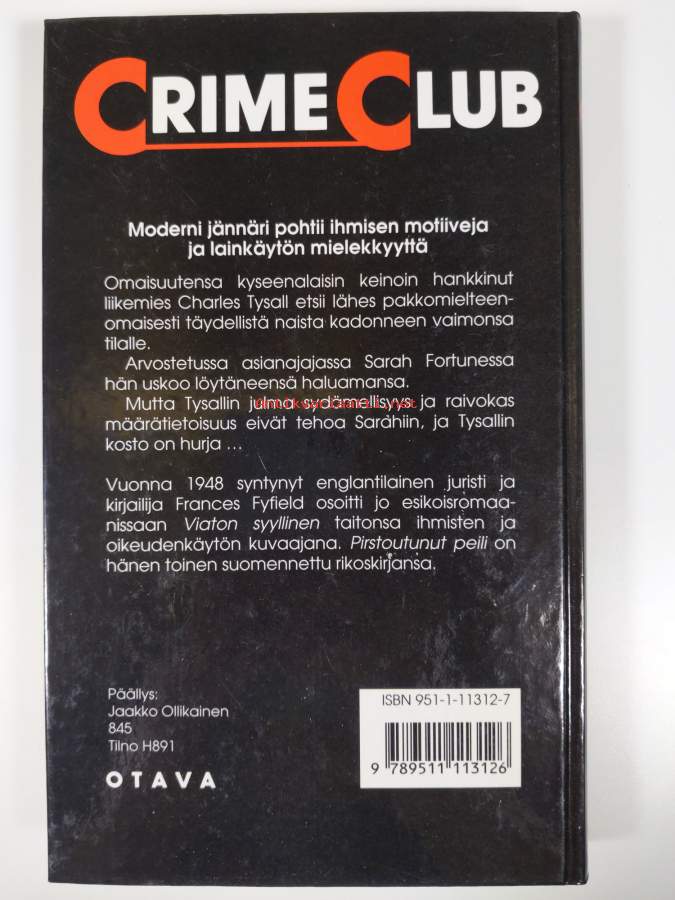 CRIME CLUB
Moderni jännäri pohtii ihmisen motiiveja
ja lainkäytön mielekkyyttä
Omaisuutensa kyseenalaisin keinoin hankkinut
liikemies Charles Tysall etsii lähes pakkomielteen-
omaisesti täydellistä naista kadonneen vaimonsa
tilalle.
Arvostetussa asianajajassa Sarah Fortunessa
hän uskoo löytäneensä haluamansa.
Mutta Tysallin julma sydämellisyys ja raivokas
määrätietoisuus eivät tehoa Sarahiin, ja Tysallin
kosto on hurja ...
Vuonna 1948 syntynyt englantilainen juristi ja
kirjailija Frances Fyfield osoitti jo esikoisromaa-
nissaan Viaton syyllinen taitonsa ihmisten ja
oikeudenkäytön kuvaajana. Pirstoutunut peili on
hänen toinen suomennettu rikoskirjansa.
Päällys:
Jaakko Ollikainen
845
Tilno H891
OTAVA
ISBN 951-1-11312-7
9 789511 113126